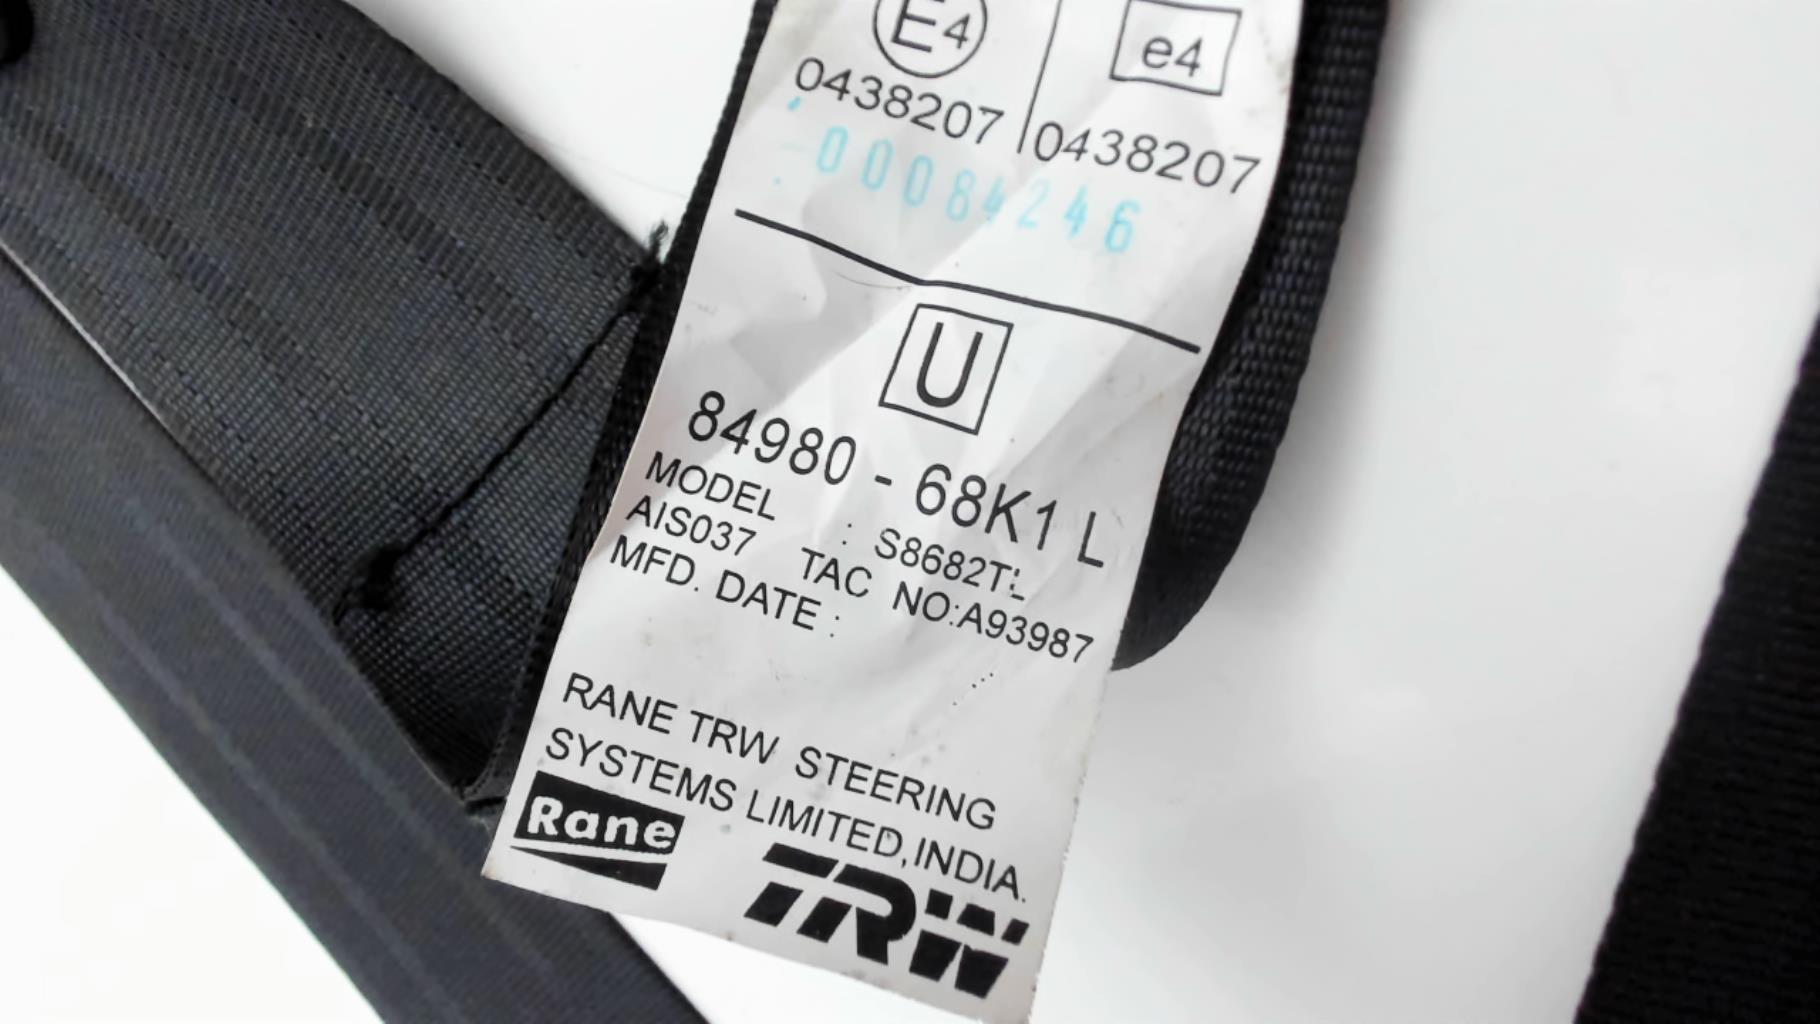 E4
e4
0438207
0438207
00084246
U
84980 - 68K1 L
MODEL : S8682TL
AIS037 TAC NO:A93987
MFD. DATE :
RANE TRW STEERING
SYSTEMS LIMITED, INDIA.
Rane
TRW